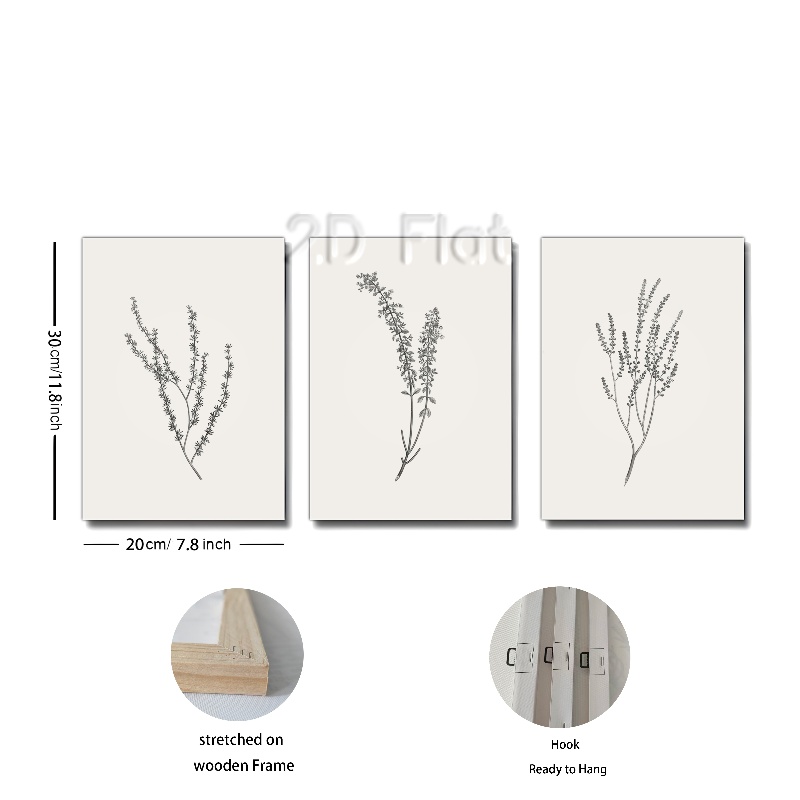 2D Flat
30cm/11.8inch
20cm/ 7.8 inch
stretched on
wooden Frame
Hook
Ready to Hang